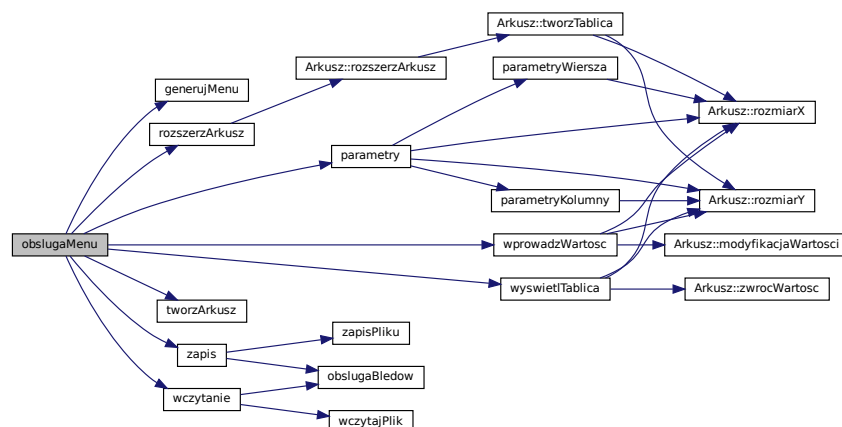 Arkusz::tworzTablica
Arkusz::rozszerzArkusz
parametryWiersza
generujMenu
Arkusz::rozmiarX
rozszerzArkusz
parametry
parametryKolumny
Arkusz::rozmiarY
obslugaMenu
wprowadzWartosc
Arkusz::modyfikacjaWartosci
wyswietlTablica
Arkusz::zwrocWartosc
tworzArkusz
zapisPliku
zapis
obslugaBledow
wczytanie
wczytajPlik